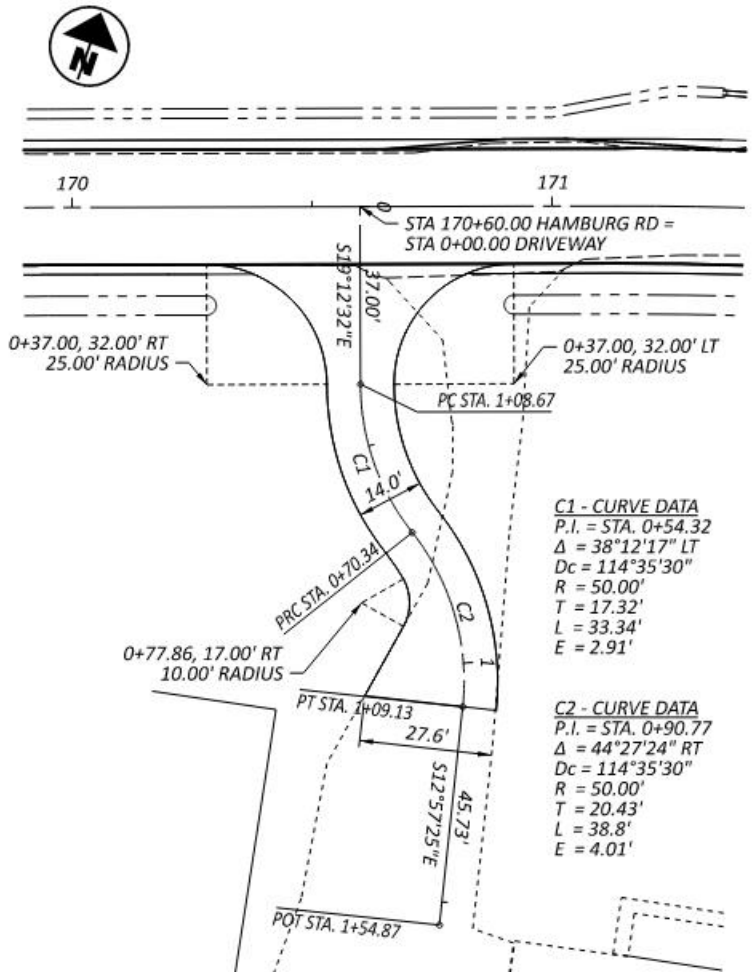 N
170
171
0
STA 170+60.00 HAMBURG RD =
STA 0+00.00 DRIVEWAY
S19°12'32"E
37.00'
0+37.00, 32.00' RT
25.00' RADIUS
0+37.00, 32.00' LT
25.00' RADIUS
PC STA. 1+08.67
C1
14.0'
PRC STA. 0+70.34
C2
1
0+77.86, 17.00' RT
10.00' RADIUS
PT STA. 1+09.13
27.6'
S12°57'25"E
45.73'
POT STA. 1+54.87
C1 - CURVE DATA
P.I. = STA. 0+54.32
Δ = 38°12'17" LT
Dc = 114°35'30"
R = 50.00'
T = 17.32'
L = 33.34'
E = 2.91'
C2 - CURVE DATA
P.I. = STA. 0+90.77
Δ = 44°27'24" RT
Dc = 114°35'30"
R = 50.00'
T = 20.43'
L = 38.8'
E = 4.01'